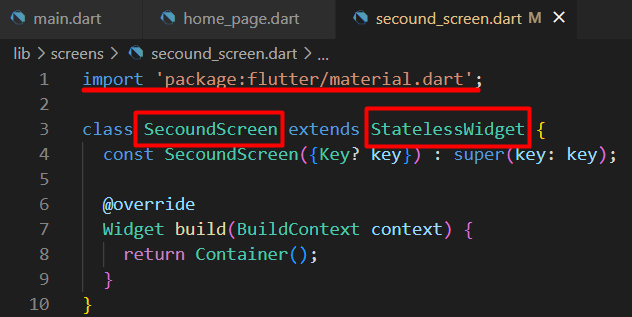 main.dart home_page.dart secound_screen.dart M ×
lib > screens > secound_screen.dart > ...
1 import 'package:flutter/material.dart';
2
3 class SecoundScreen extends StatelessWidget {
4 const SecoundScreen({Key? key}) : super(key: key);
5
6 @override
7 Widget build(BuildContext context) {
8 return Container();
9 }
10 }